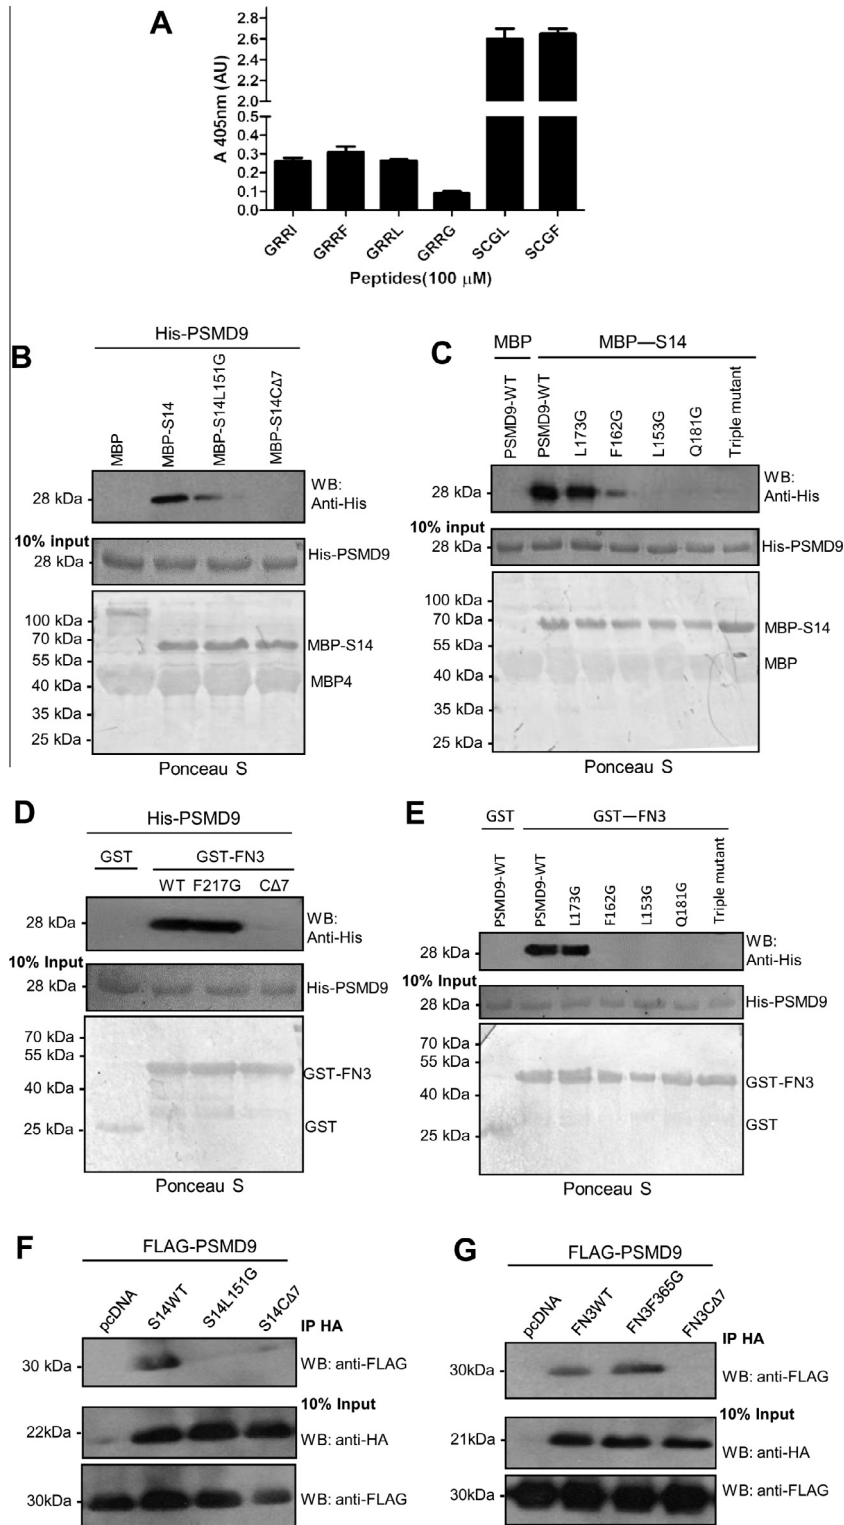 A
A 405nm (AU)
2.8
2.6
2.4
2.2
2.0
0.5
0.4
0.3
0.2
0.1
0.0
GRRI
GRRF
GRRL
GRRG
SCGL
SCGF
Peptides(100 μM)
B
His-PSMD9
MBP
MBP-S14
MBP-S14L151G
MBP-S14CΔ7
28 kDa
WB:
Anti-His
10% input
28 kDa
His-PSMD9
100 kDa
70 kDa
55 kDa
40 kDa
35 kDa
25 kDa
MBP-S14
MBP4
Ponceau S
C
MBP
MBP—S14
PSMD9-WT
PSMD9-WT
L173G
F162G
L153G
Q181G
Triple mutant
28 kDa
WB:
Anti-His
10% input
28 kDa
His-PSMD9
100 kDa
70 kDa
55 kDa
40 kDa
35 kDa
25 kDa
MBP-S14
MBP
Ponceau S
D
His-PSMD9
GST
GST-FN3
WT F217G CΔ7
28 kDa
WB:
Anti-His
10% Input
28 kDa
His-PSMD9
70 kDa
55 kDa
40 kDa
25 kDa
GST-FN3
GST
Ponceau S
E
GST
GST—FN3
PSMD9-WT
PSMD9-WT
L173G
F162G
L153G
Q181G
Triple mutant
28 kDa
WB:
Anti-His
10% Input
28 kDa
His-PSMD9
70 kDa
55 kDa
40 kDa
25 kDa
GST-FN3
GST
Ponceau S
F
FLAG-PSMD9
pcDNA
S14WT
S14L151G
S14CΔ7
IP HA
30 kDa
WB: anti-FLAG
10% Input
22kDa
WB: anti-HA
30kDa
WB: anti-FLAG
G
FLAG-PSMD9
pcDNA
FN3WT
FN3F365G
FN3CΔ7
IP HA
30kDa
WB: anti-FLAG
10% Input
21kDa
WB: anti-HA
30kDa
WB: anti-FLAG